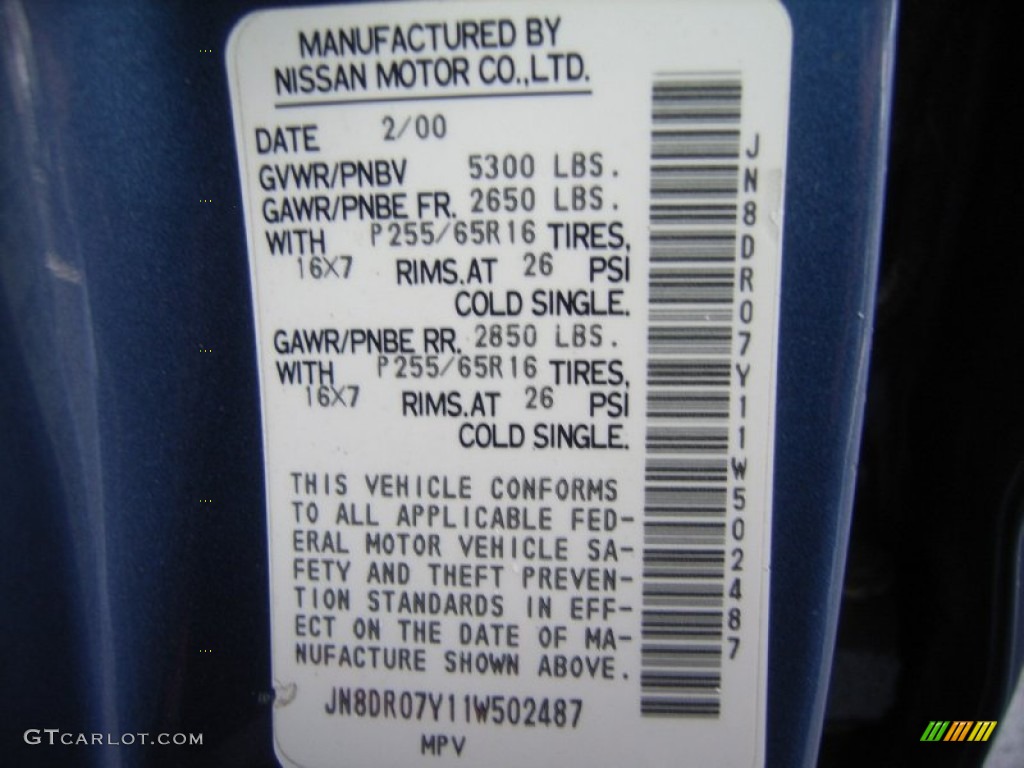 MANUFACTURED BY
NISSAN MOTOR CO.,LTD.
DATE 2/00
GVWR/PNBV 5300 LBS.
GAWR/PNBE FR. 2650 LBS.
WITH P255/65R16 TIRES,
16X7 RIMS.AT 26 PSI
COLD SINGLE.
GAWR/PNBE RR. 2850 LBS.
WITH P255/65R16 TIRES,
16X7 RIMS.AT 26 PSI
COLD SINGLE.
THIS VEHICLE CONFORMS
TO ALL APPLICABLE FED-
ERAL MOTOR VEHICLE SA-
FETY AND THEFT PREVEN-
TION STANDARDS IN EFF-
ECT ON THE DATE OF MA-
NUFACTURE SHOWN ABOVE.
JN8DR07Y11W502487
MPV
JN8DR07Y11W502487
GTCARLOT.COM